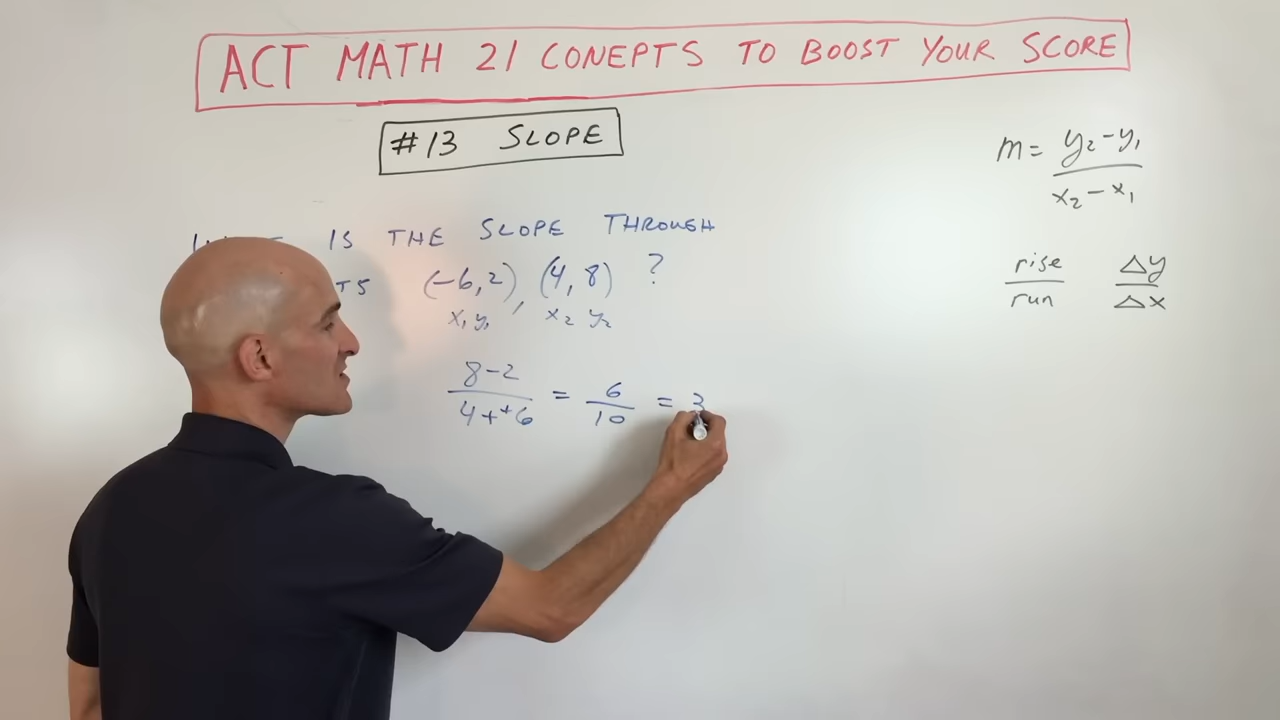 ACT MATH 21 CONEPTS TO BOOST YOUR SCORE
#13 SLOPE
m = y₂-y₁ / x₂-x₁
IS THE SLOPE THROUGH
(-6,2), (4,8) ?
x₁ y₁ x₂ y₂
rise / run Δy / Δx
8-2 / 4++6 = 6 / 10 = 3